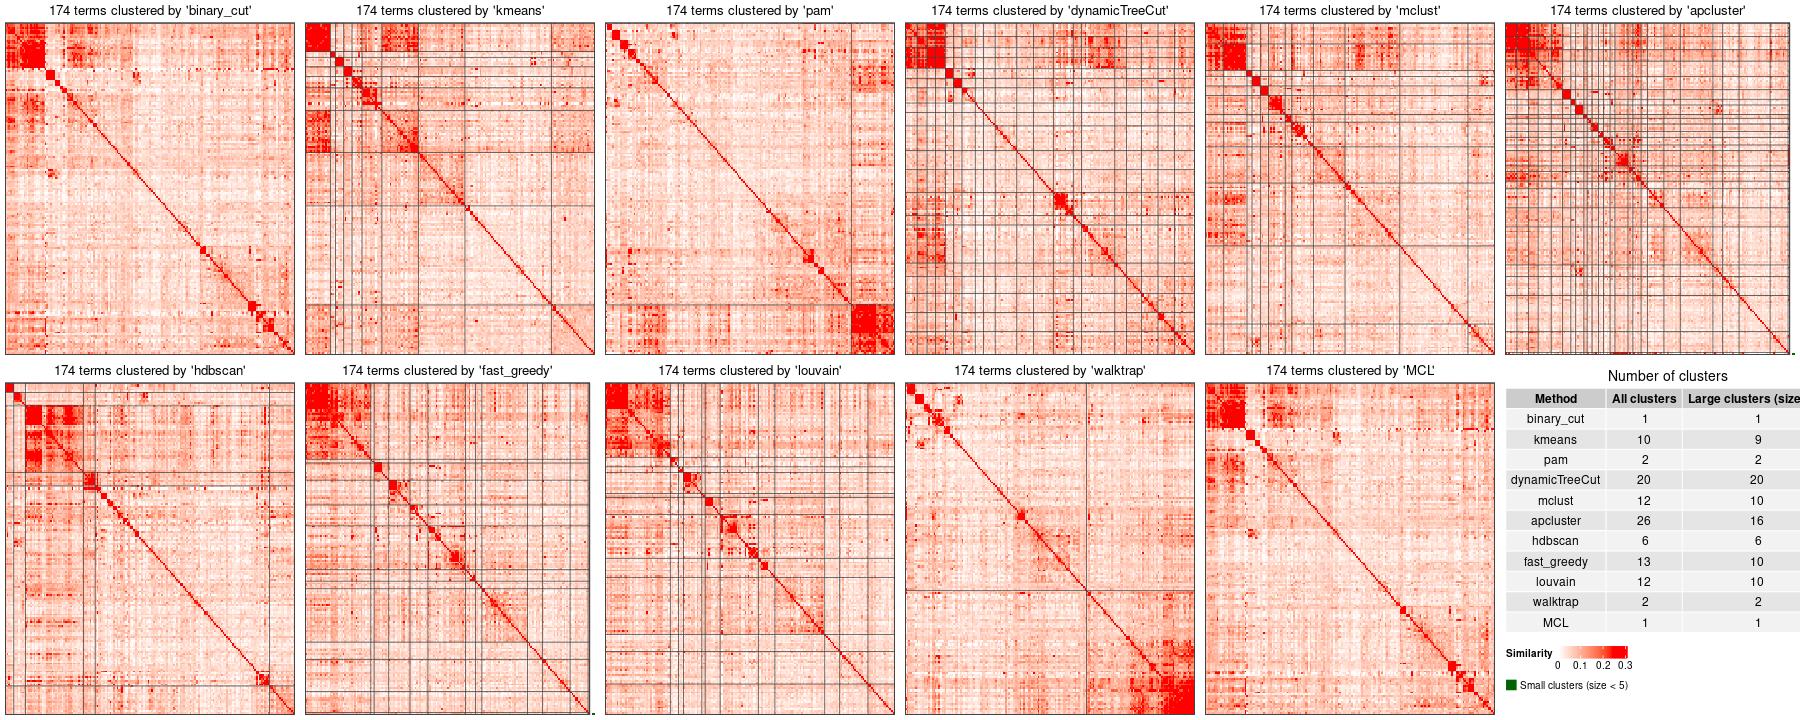 174 terms clustered by 'binary_cut'
174 terms clustered by 'kmeans'
174 terms clustered by 'pam'
174 terms clustered by 'dynamicTreeCut'
174 terms clustered by 'mclust'
174 terms clustered by 'apcluster'
174 terms clustered by 'hdbscan'
174 terms clustered by 'fast_greedy'
174 terms clustered by 'louvain'
174 terms clustered by 'walktrap'
174 terms clustered by 'MCL'
Number of clusters
Method All clusters Large clusters (size
binary_cut 1 1
kmeans 10 9
pam 2 2
dynamicTreeCut 20 20
mclust 12 10
apcluster 26 16
hdbscan 6 6
fast_greedy 13 10
louvain 12 10
walktrap 2 2
MCL 1 1
Similarity
0 0.1 0.2 0.3
Small clusters (size < 5)